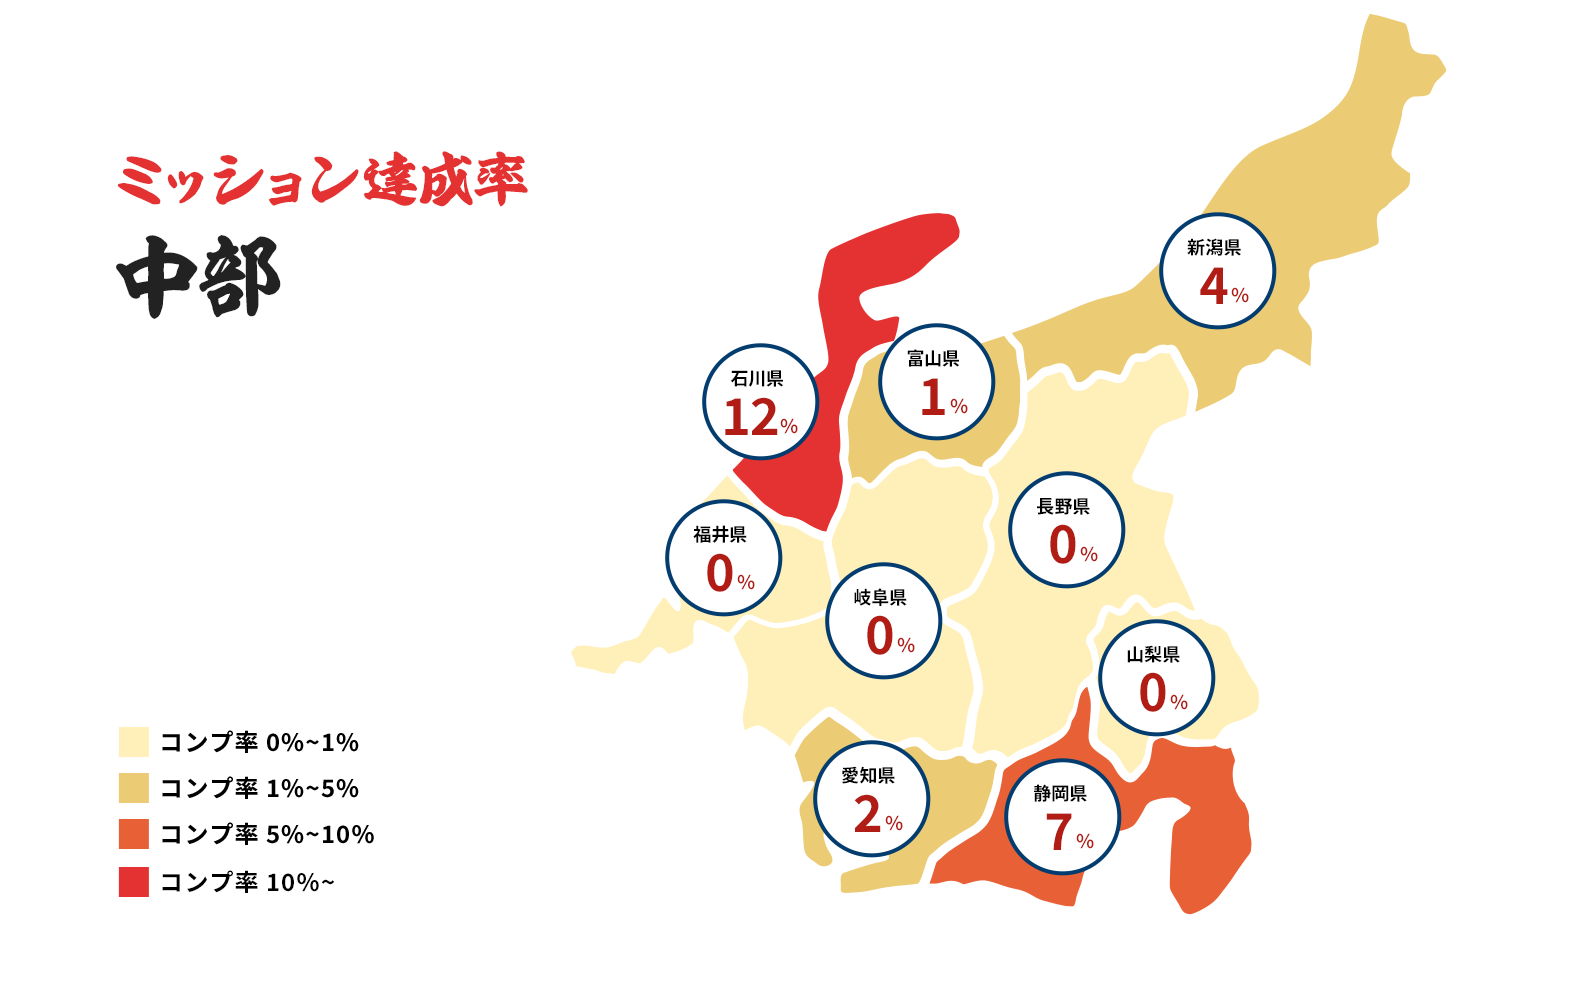 ミッション達成率
中部
新潟県
4%
富山県
1%
石川県
12%
長野県
0%
福井県
0%
岐阜県
0%
山梨県
0%
愛知県
2%
静岡県
7%
コンプ率 0%~1%
コンプ率 1%~5%
コンプ率 5%~10%
コンプ率 10%~